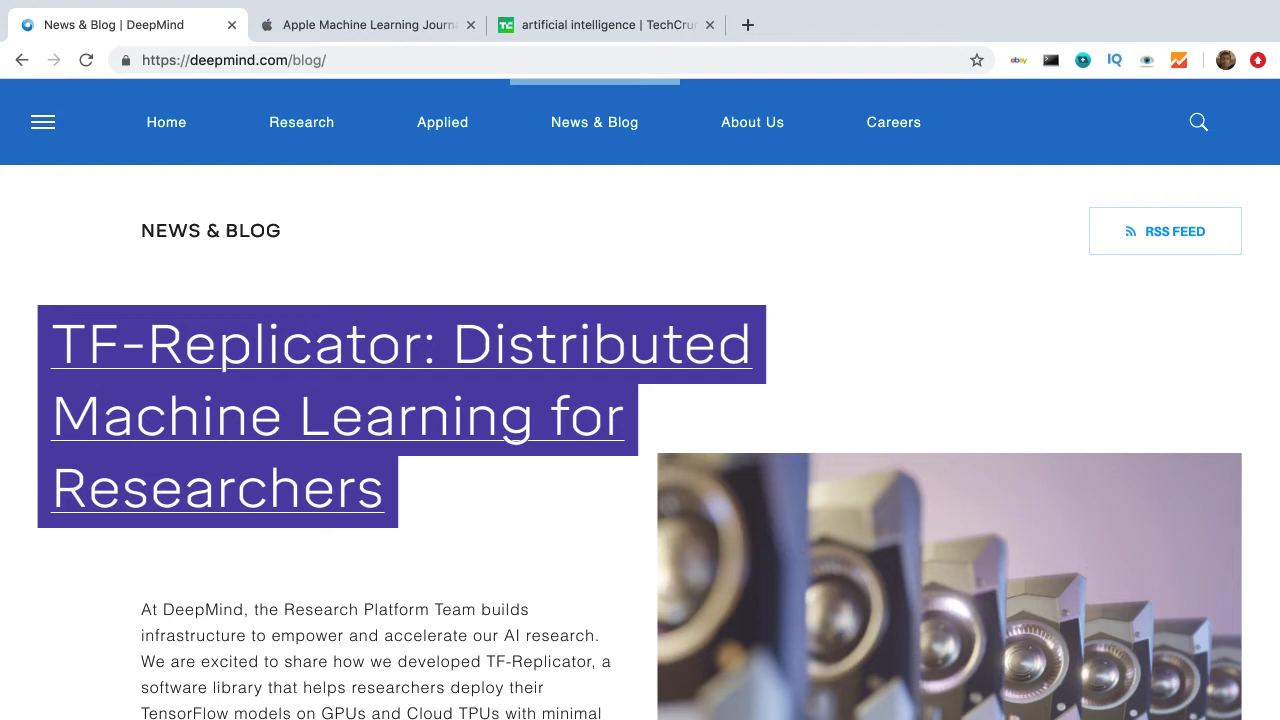 News & Blog | DeepMind
Apple Machine Learning Journ
TC artificial intelligence | TechCrun
https://deepmind.com/blog/
ebay
IQ
Home Research Applied News & Blog About Us Careers
NEWS & BLOG
RSS FEED
TF-Replicator: Distributed
Machine Learning for
Researchers
At DeepMind, the Research Platform Team builds
infrastructure to empower and accelerate our AI research.
We are excited to share how we developed TF-Replicator, a
software library that helps researchers deploy their
TensorFlow models on GPUs and Cloud TPUs with minimal